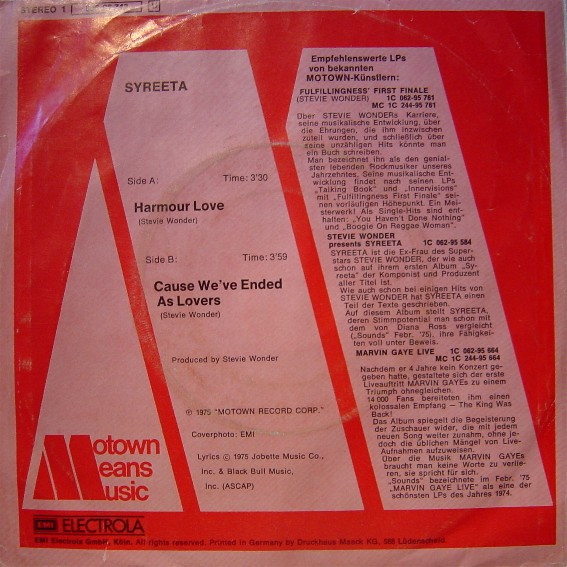 STEREO 1
SYREETA
Side A: Time: 3'30
Harmour Love
(Stevie Wonder)
Side B: Time: 3'59
Cause We've Ended
As Lovers
(Stevie Wonder)
Produced by Stevie Wonder
℗ 1975 "MOTOWN RECORD CORP."
Coverphoto: EMI
Lyrics © 1975 Jobette Music Co.,
Inc. & Black Bull Music,
Inc. (ASCAP)
Motown
Means
Music
EMI ELECTROLA
EMI Electrola GmbH, Köln. All rights reserved. Printed in Germany by Druckhaus Maack KG, 588 Lüdenscheid.
Empfehlenswerte LPs
von bekannten
MOTOWN-Künstlern:
FULFILLINGNESS' FIRST FINALE
(STEVIE WONDER) 1C 062-95 761
MC 1C 244-95 761
Über STEVIE WONDERs Karriere,
seine musikalische Entwicklung, über
die Ehrungen, die ihm inzwischen
zuteil wurden, und schließlich über
seine unzähligen Hits könnte man
ein Buch schreiben.
Man bezeichnet ihn als den genial-
sten lebenden Rockmusiker unseres
Jahrzehntes. Seine musikalische Ent-
wicklung findet nach seinen LPs
„Talking Book" und „Innervisions"
mit „Fulfillingness First Finale" sei-
nen vorläufigen Höhepunkt. Ein Mei-
sterwerk! Als Single-Hits sind ent-
halten: „You Haven't Done Nothing"
und „Boogie On Reggae Woman".
STEVIE WONDER
presents SYREETA 1C 062-95 584
SYREETA ist die Ex-Frau des Super-
stars STEVIE WONDER, der wie auch
schon auf ihrem ersten Album „Sy-
reeta" der Komponist und Produzent
aller Titel ist.
Wie auch schon bei einigen Hits von
STEVIE WONDER hat SYREETA einen
Teil der Texte geschrieben.
Auf diesem Album stellt SYREETA,
deren Stimmpotential man schon mit
dem von Diana Ross vergleicht
(„Sounds" Febr. '75), ihre Fähigkei-
ten voll unter Beweis.
MARVIN GAYE LIVE 1C 062-95 664
MC 1C 244-95 664
Nachdem er 4 Jahre kein Konzert ge-
geben hatte, gestaltete sich der erste
Liveauftritt MARVIN GAYEs zu einem
Triumph ohnegleichen.
14 000 Fans bereiteten ihm einen
kolossalen Empfang – The King Was
Back!
Das Album spiegelt die Begeisterung
der Zuschauer wider, die mit jedem
neuen Song weiter zunahm, ohne je-
doch die üblichen Mängel von Live-
Aufnahmen aufzuweisen.
Über die Musik MARVIN GAYEs
braucht man keine Worte zu verlie-
ren, sie spricht für sich.
„Sounds" bezeichnete im Febr. '75
„MARVIN GAYE LIVE" als eine der
schönsten LPs des Jahres 1974.